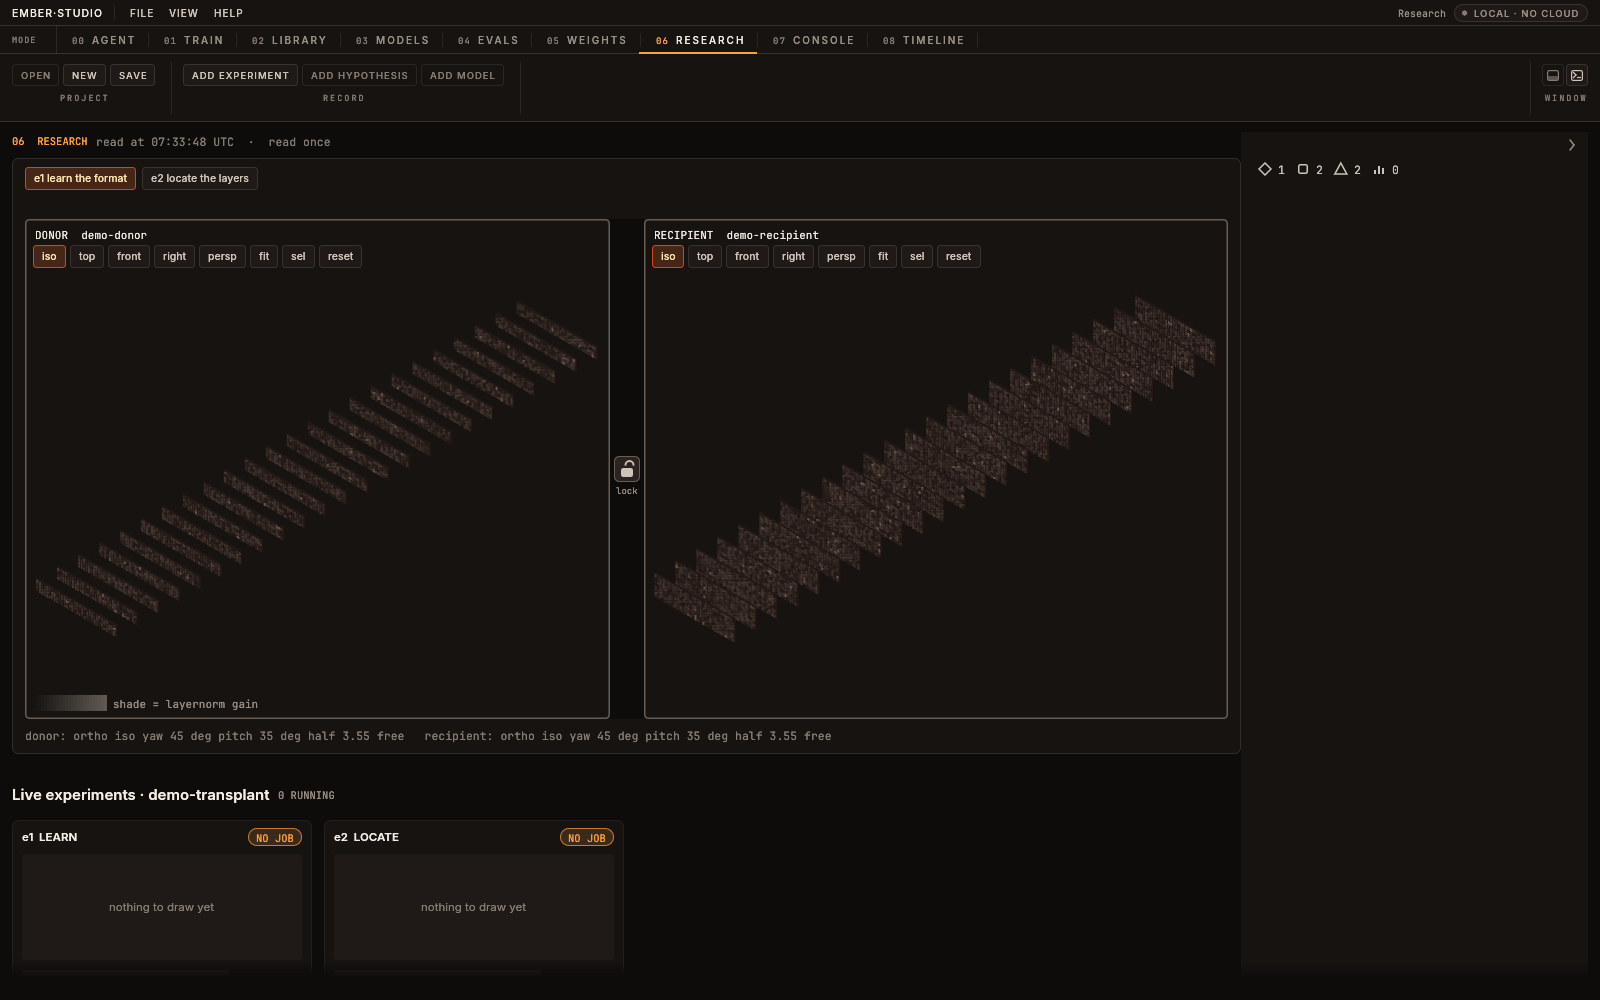 EMBER·STUDIO FILE VIEW HELP Research LOCAL · NO CLOUD
MODE 00 AGENT 01 TRAIN 02 LIBRARY 03 MODELS 04 EVALS 05 WEIGHTS 06 RESEARCH 07 CONSOLE 08 TIMELINE
OPEN NEW SAVE ADD EXPERIMENT ADD HYPOTHESIS ADD MODEL
PROJECT RECORD WINDOW
06 RESEARCH read at 07:33:48 UTC · read once
e1 learn the format e2 locate the layers
1 2 2 0
DONOR demo-donor
iso top front right persp fit sel reset
RECIPIENT demo-recipient
iso top front right persp fit sel reset
lock
shade = layernorm gain
donor: ortho iso yaw 45 deg pitch 35 deg half 3.55 free recipient: ortho iso yaw 45 deg pitch 35 deg half 3.55 free
Live experiments · demo-transplant 0 RUNNING
e1 LEARN NO JOB
nothing to draw yet
e2 LOCATE NO JOB
nothing to draw yet